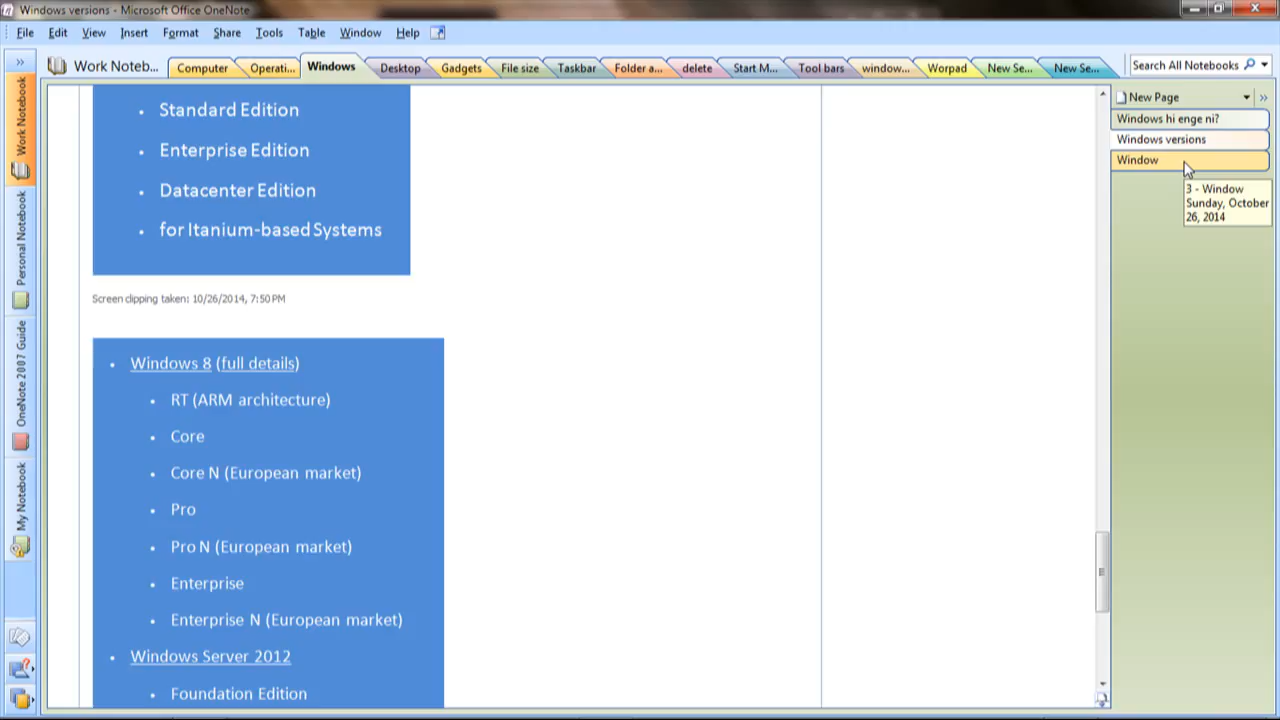 Windows versions - Microsoft Office OneNote
File Edit View Insert Format Share Tools Table Window Help
Work Noteb... Computer Operati... Windows Desktop Gadgets File size Taskbar Folder a... delete Start M... Tool bars window... Worpad New Se... New Se... Search All Notebooks
Work Notebook
Personal Notebook
OneNote 2007 Guide
My Notebook
Standard Edition
Enterprise Edition
Datacenter Edition
for Itanium-based Systems
Screen clipping taken: 10/26/2014, 7:50 PM
Windows 8 (full details)
RT (ARM architecture)
Core
Core N (European market)
Pro
Pro N (European market)
Enterprise
Enterprise N (European market)
Windows Server 2012
Foundation Edition
New Page
Windows hi enge ni?
Windows versions
Window
3 - Window
Sunday, October
26, 2014